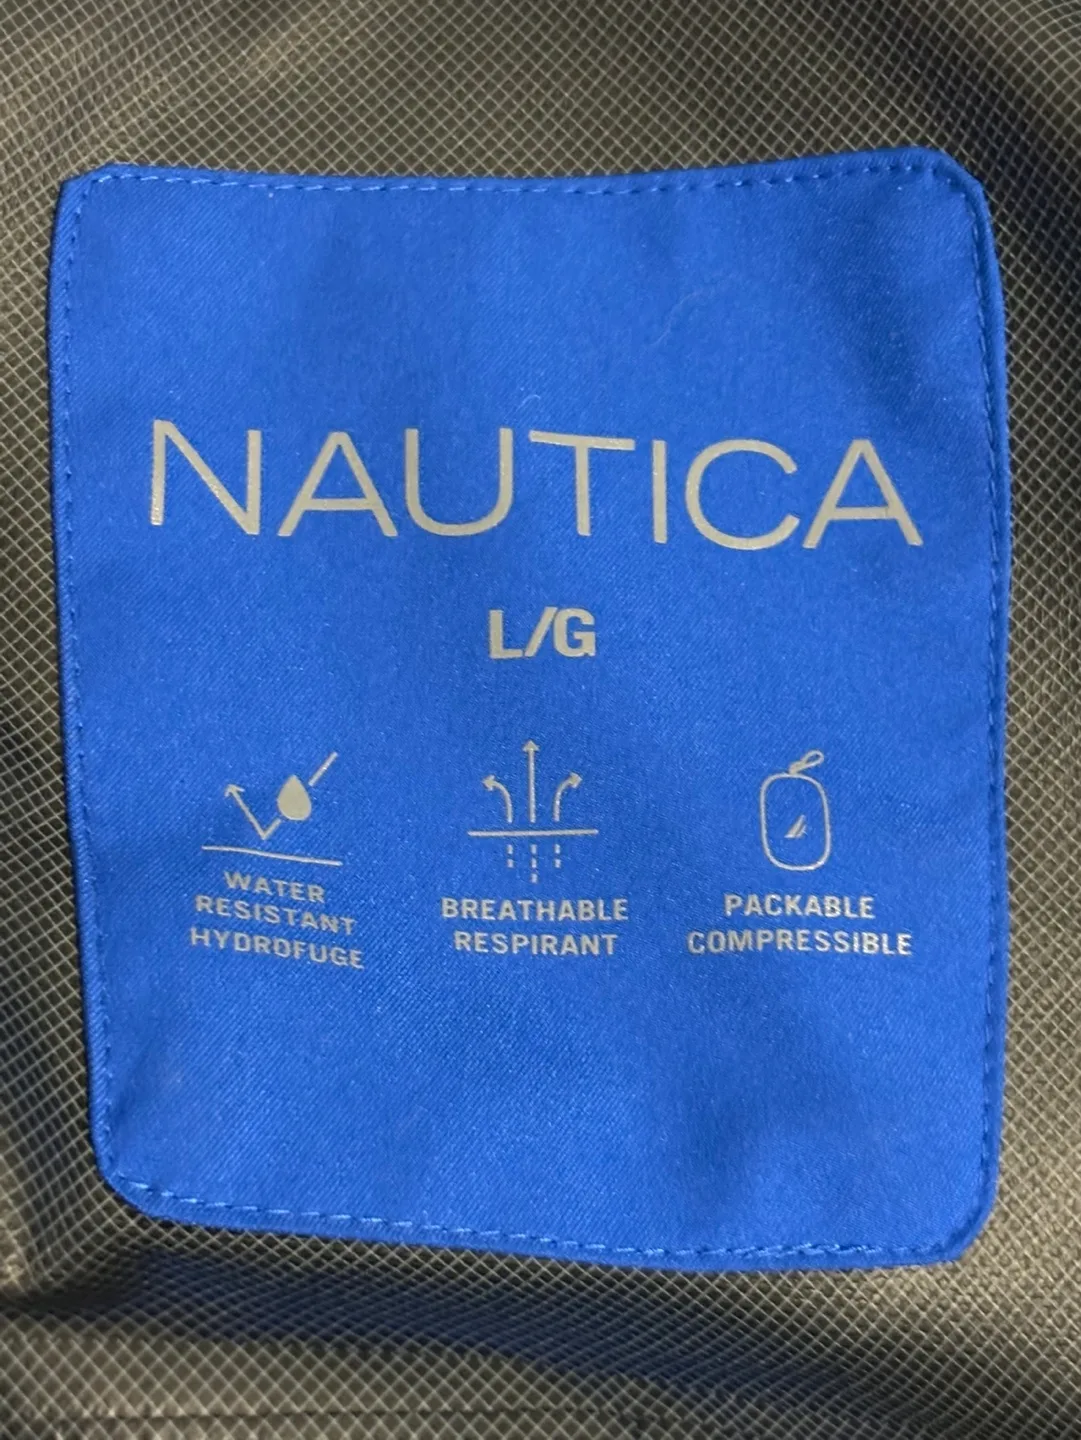 NAUTICA
L/G
WATER
RESISTANT
HYDROFUGE
BREATHABLE
RESPIRANT
PACKABLE
COMPRESSIBLE